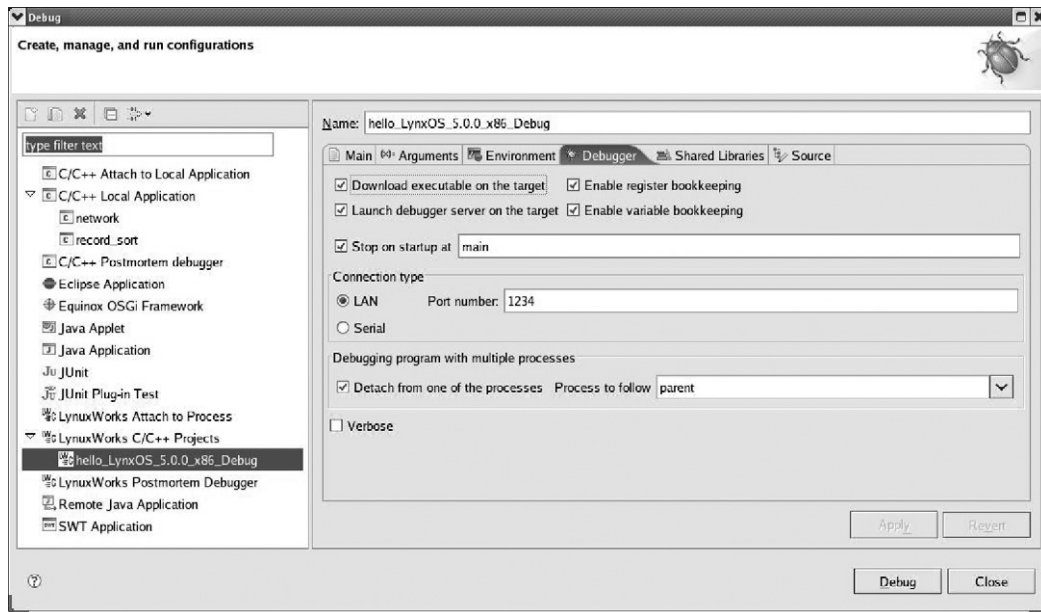 Debug
Create, manage, and run configurations
type filter text
C/C++ Attach to Local Application
C/C++ Local Application
network
record_sort
C/C++ Postmortem debugger
Eclipse Application
Equinox OSGi Framework
Java Applet
Java Application
Ju JUnit
JUnit Plug-in Test
LynuxWorks Attach to Process
LynuxWorks C/C++ Projects
hello_LynxOS_5.0.0_x86_Debug
LynuxWorks Postmortem Debugger
Remote Java Application
SWT Application
Name: hello_LynxOS_5.0.0_x86_Debug
Main Arguments Environment Debugger Shared Libraries Source
Download executable on the target Enable register bookkeeping
Launch debugger server on the target Enable variable bookkeeping
Stop on startup at main
Connection type
LAN Port number: 1234
Serial
Debugging program with multiple processes
Detach from one of the processes Process to follow parent
Verbose
Apply Revert
Debug Close